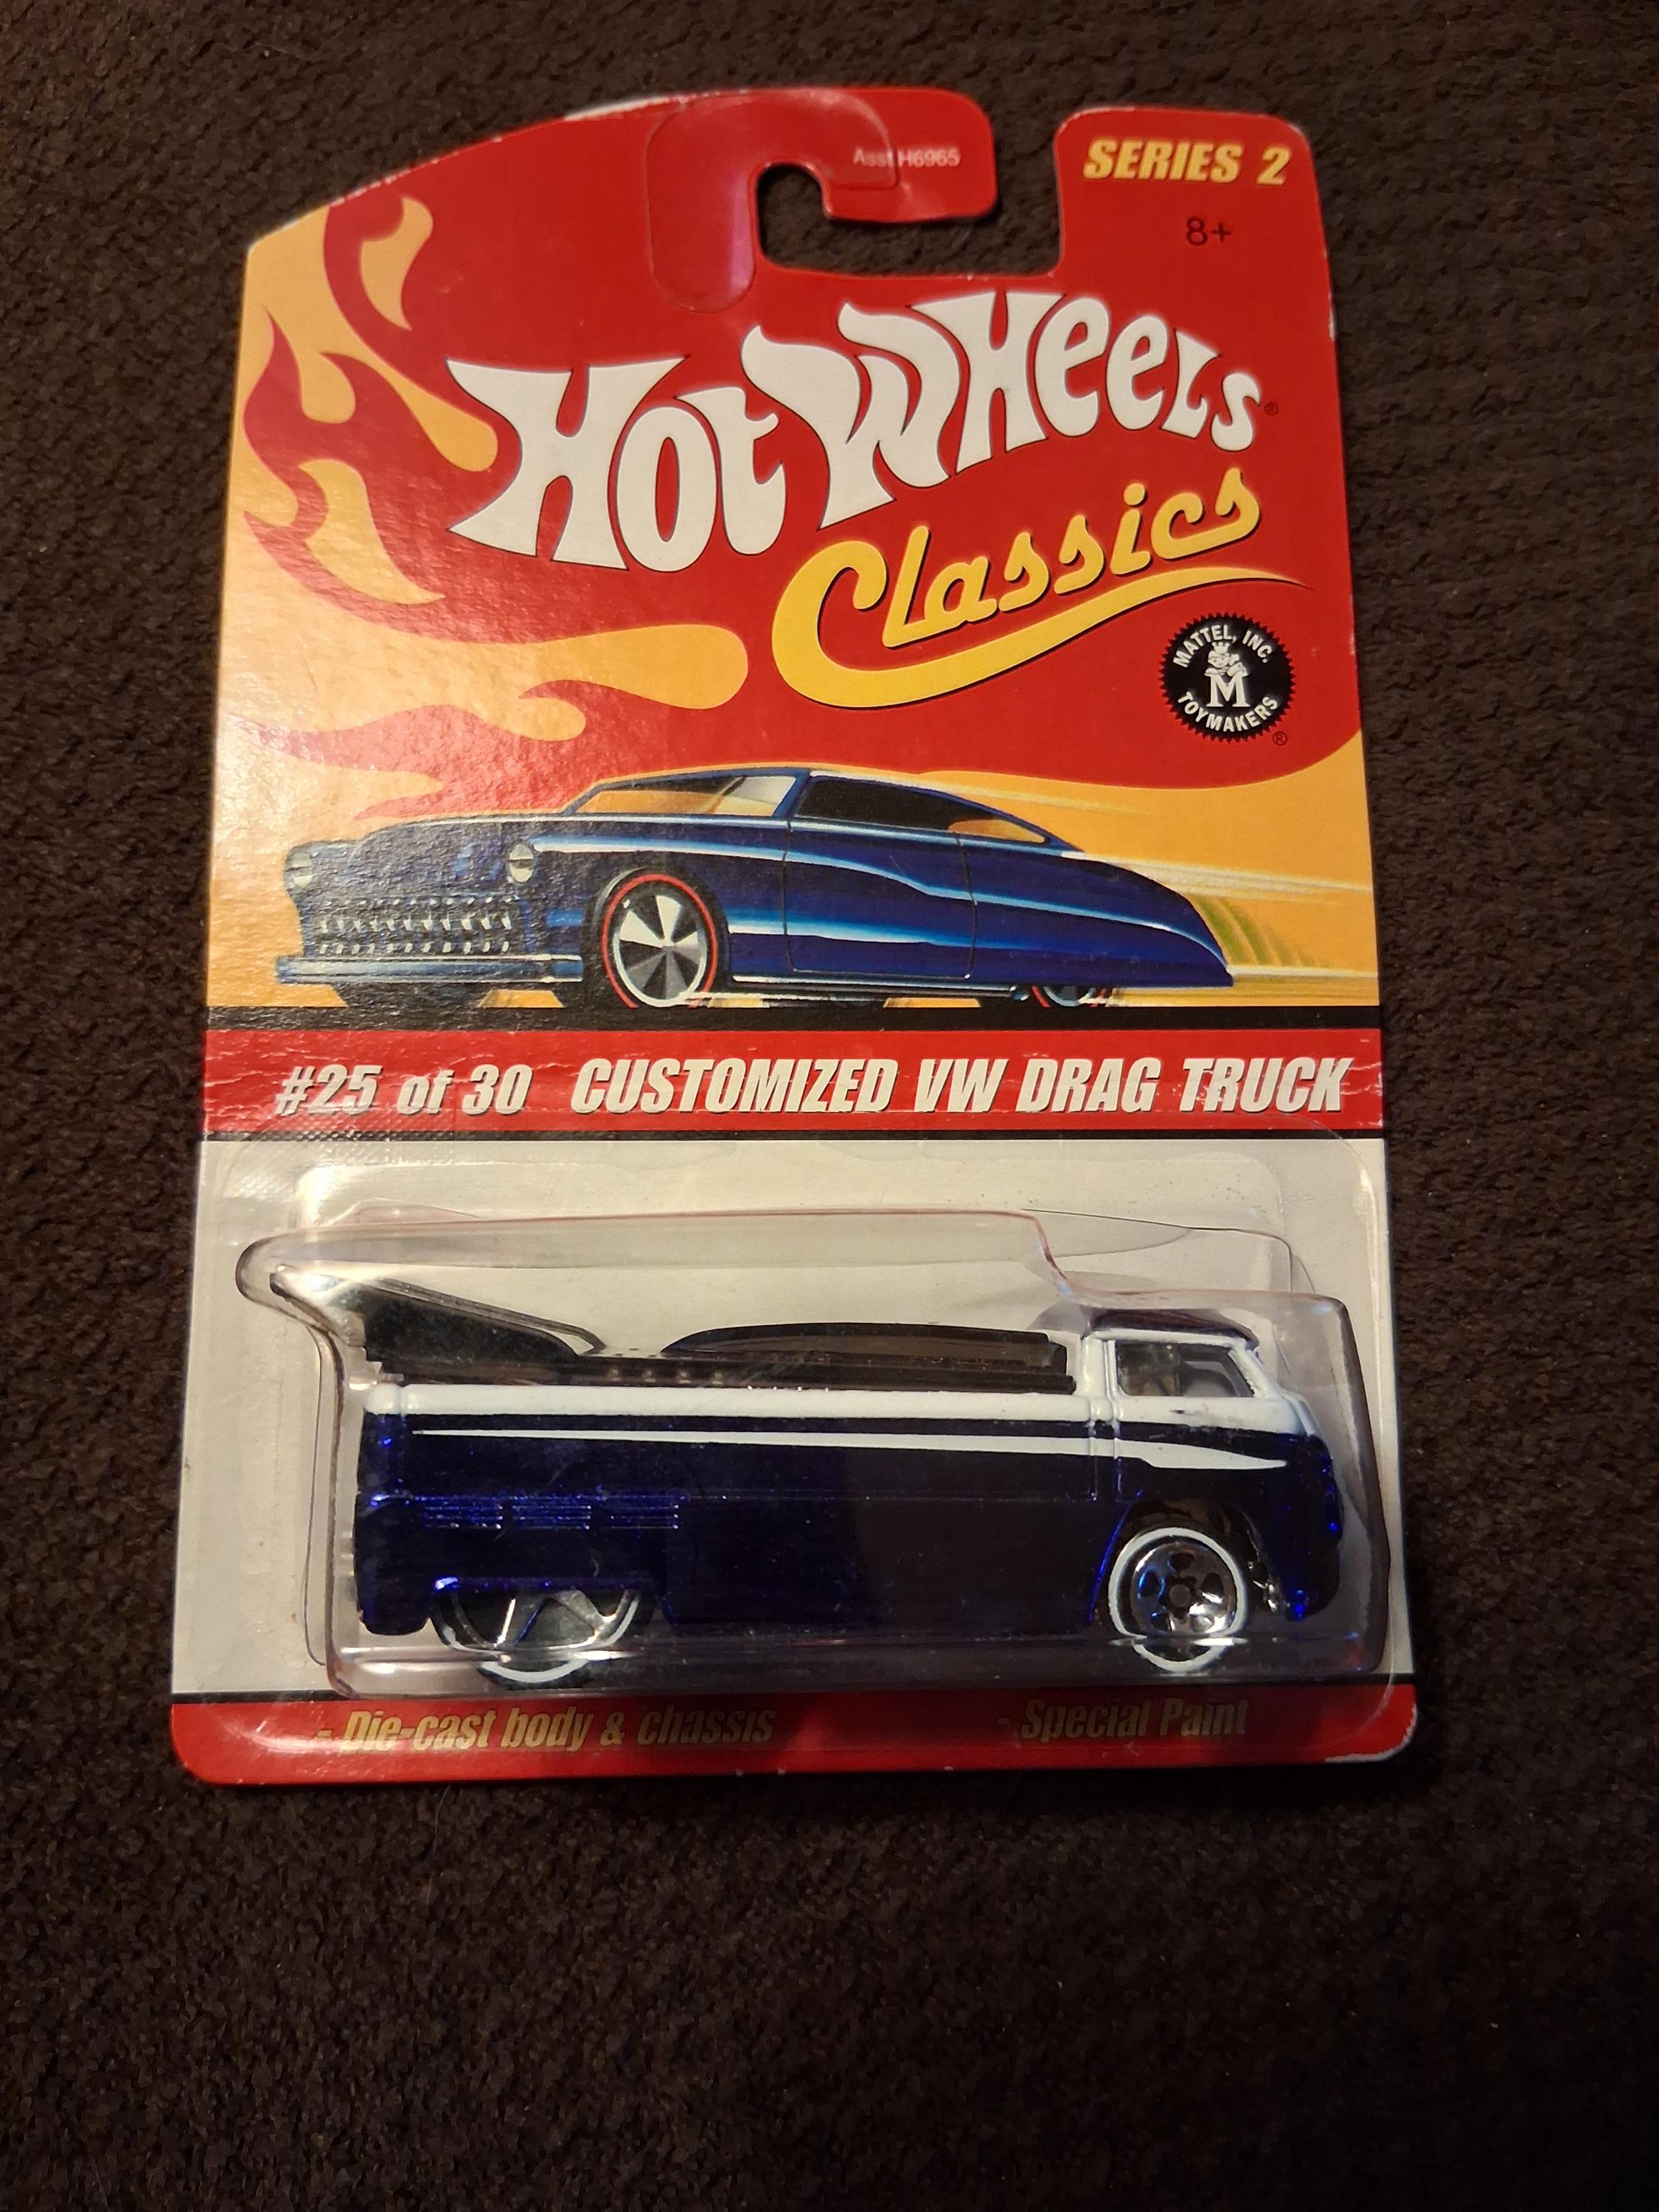 Asst. H6965
SERIES 2
8+
HOT WHEELS®
Classics
MATTEL, INC.
M
TOYMAKERS
®
#25 of 30 CUSTOMIZED VW DRAG TRUCK
- Die-cast body & chassis - Special Paint